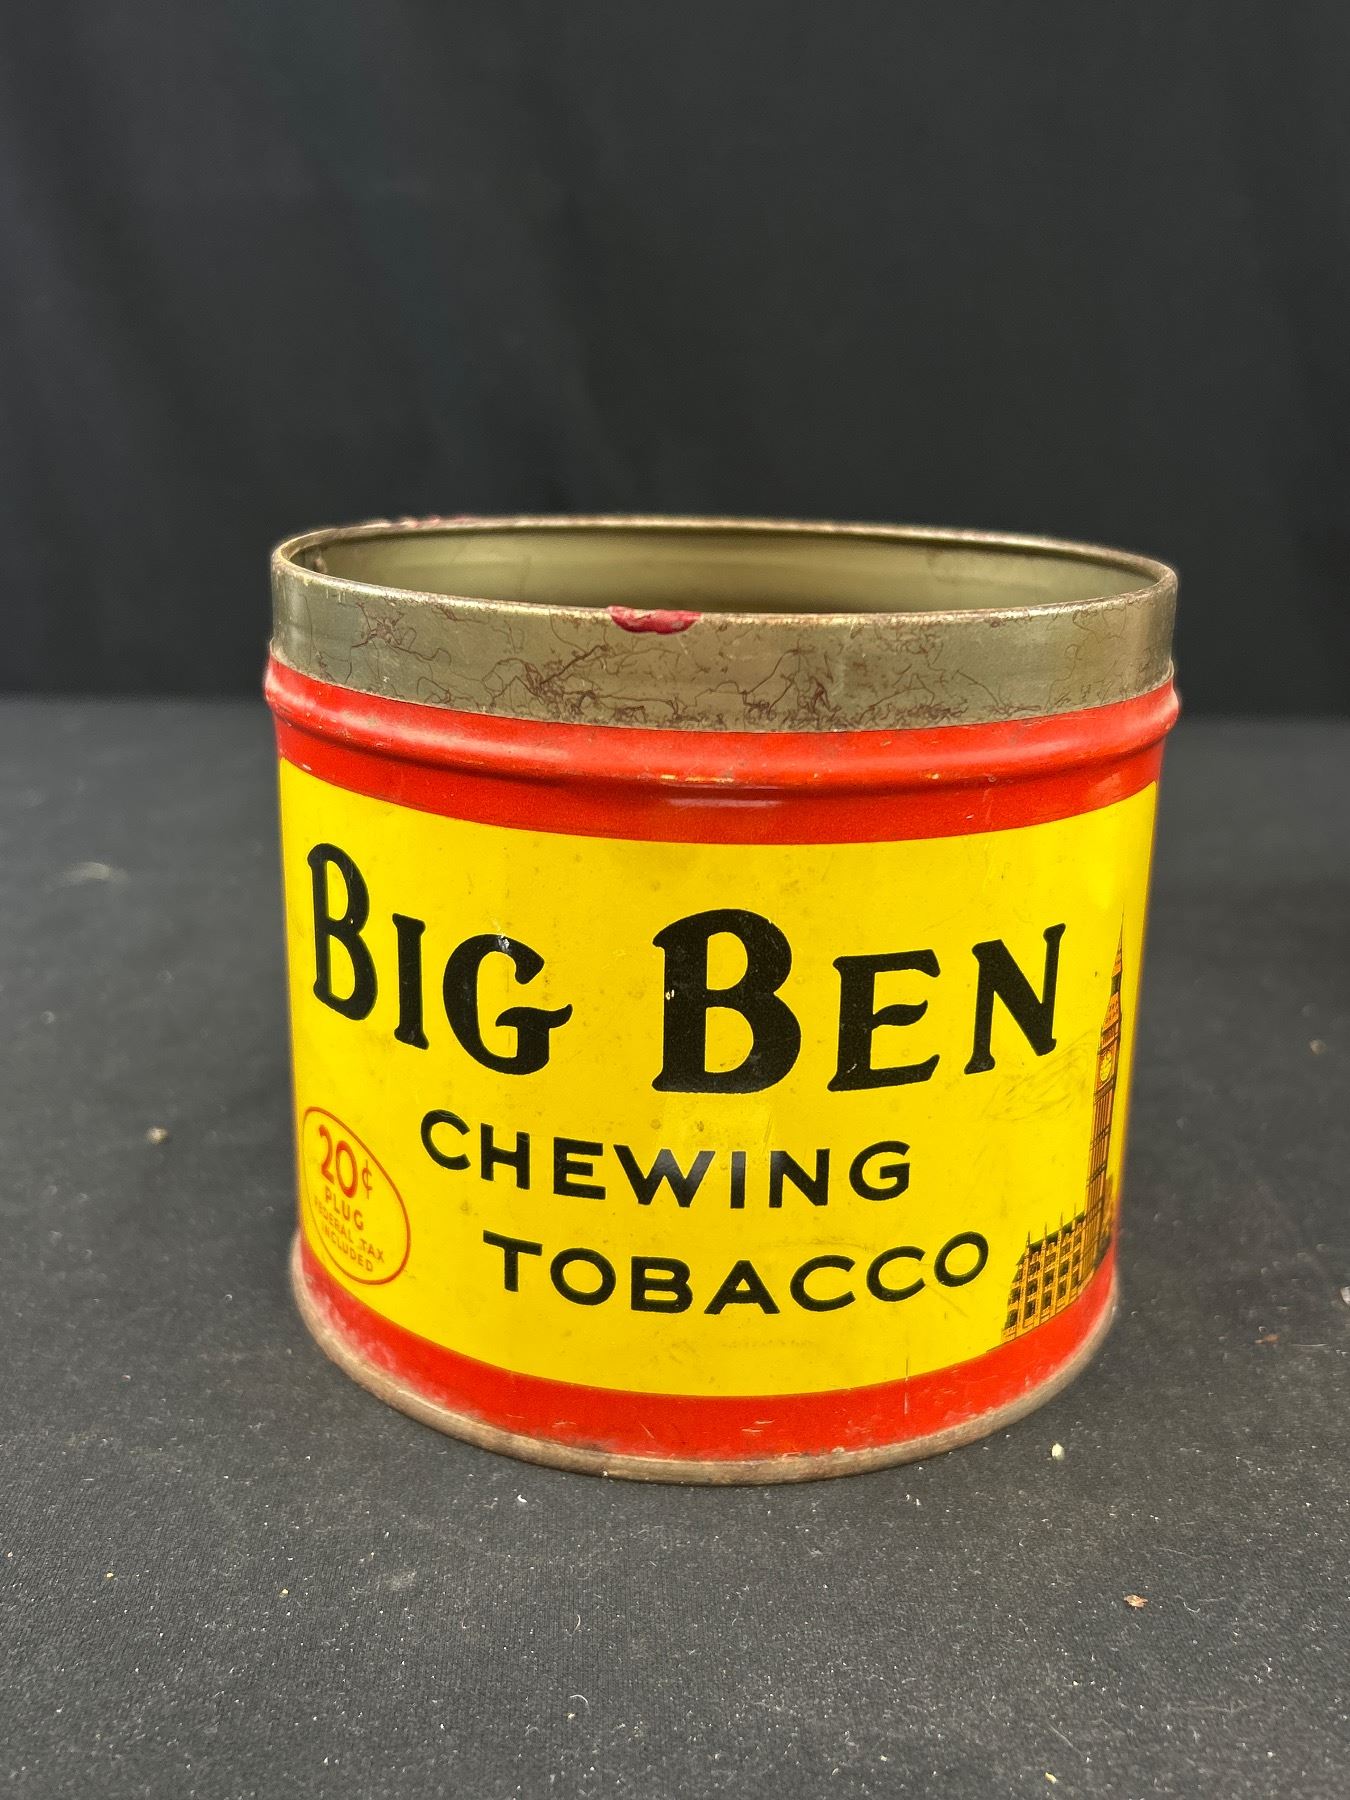 BIG BEN
CHEWING
TOBACCO
20¢
PLUG
FEDERAL TAX
INCLUDED